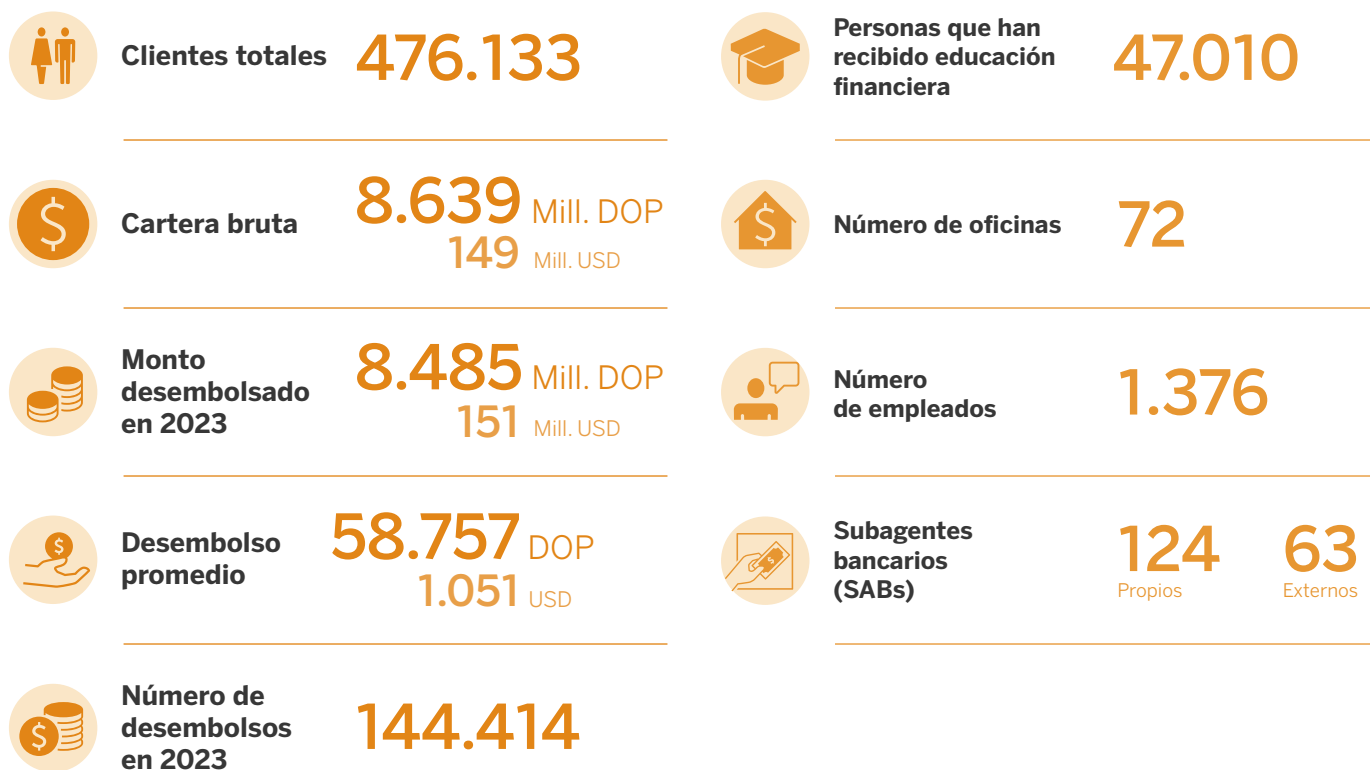 Clientes totales 476.133
Cartera bruta 8.639 Mill. DOP
149 Mill. USD
Monto
desembolsado
en 2023
8.485 Mill. DOP
151 Mill. USD
Desembolso
promedio
58.757 DOP
1.051 USD
Número de
desembolsos
en 2023
144.414
Personas que han
recibido educación
financiera
47.010
Número de oficinas 72
Número
de empleados
1.376
Subagentes
bancarios
(SABs)
124 63
Propios Externos